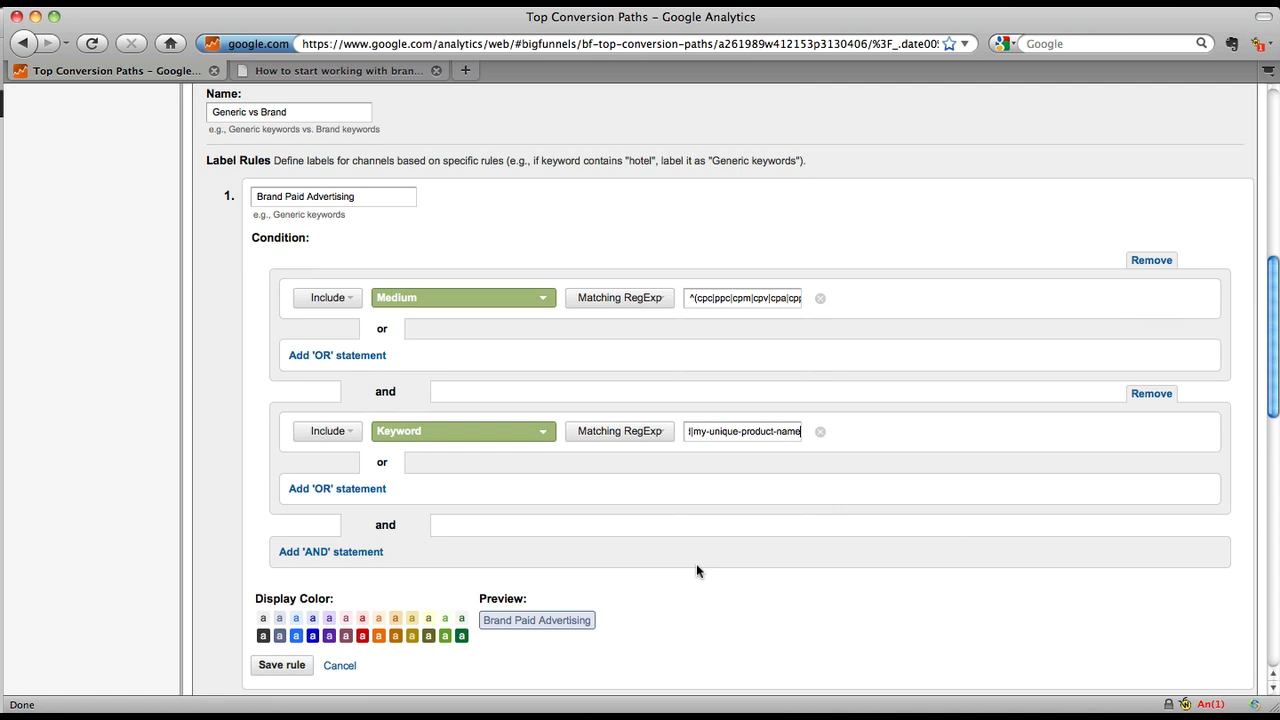 Top Conversion Paths – Google Analytics
google.com https://www.google.com/analytics/web/#bigfunnels/bf-top-conversion-paths/a261989w412153p3130406/%3F_.date00 Google
Top Conversion Paths – Google... How to start working with bran... +
Name:
Generic vs Brand
e.g., Generic keywords vs. Brand keywords
Label Rules Define labels for channels based on specific rules (e.g., if keyword contains "hotel", label it as "Generic keywords").
1. Brand Paid Advertising
e.g., Generic keywords
Condition:
Remove
Include Medium Matching RegExp ^(cpc|ppc|cpm|cpv|cpa|cpp
or
Add 'OR' statement
and
Remove
Include Keyword Matching RegExp |my-unique-product-name
or
Add 'OR' statement
and
Add 'AND' statement
Display Color: Preview:
a a a a a a a a a a a a a Brand Paid Advertising
a a a a a a a a a a a a a
Save rule Cancel
Done An(1)